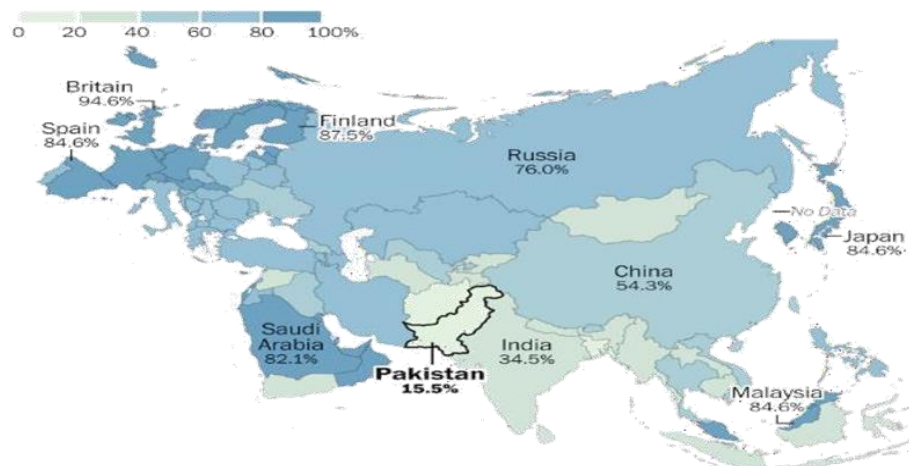 0 20 40 60 80 100%
Britain
94.6%
Spain
84.6%
Finland
87.5%
Russia
76.0%
No Data
Japan
84.6%
China
54.3%
Saudi
Arabia
82.1%
India
34.5%
Pakistan
15.5%
Malaysia
84.6%